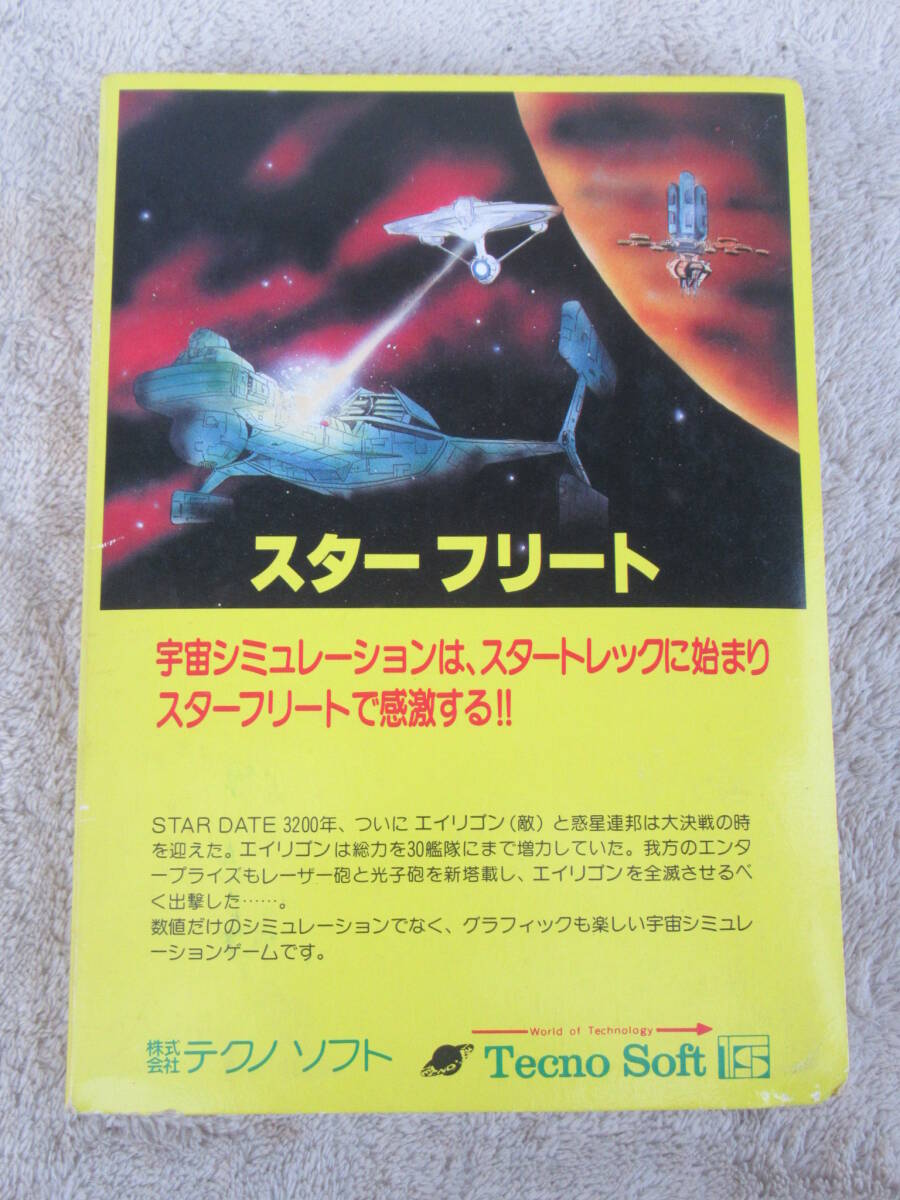 スターフリート
宇宙シミュレーションは、スタートレックに始まり
スターフリートで感激する!!
STAR DATE 3200年、ついに エイリゴン(敵)と惑星連邦は大決戦の時
を迎えた。エイリゴンは総力を30艦隊にまで増力していた。我方のエンタ
ープライズもレーザー砲と光子砲を新塔載し、エイリゴンを全滅させるべ
く出撃した……。
数値だけのシミュレーションでなく、グラフィックも楽しい宇宙シミュレ
ーションゲームです。
株式会社 テクノ ソフト
World of Technology
Tecno Soft